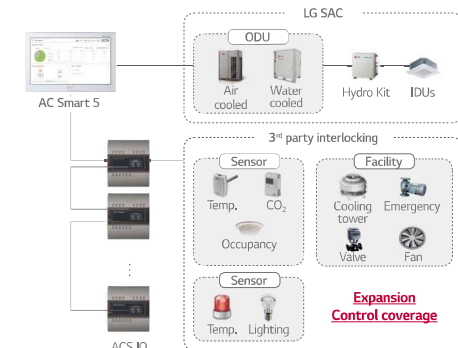 LG SAC
ODU
Air
cooled
Water
cooled
Hydro Kit
IDUs
AC Smart 5
3rd party interlocking
Sensor
Temp.
CO₂
Occupancy
Facility
Cooling
tower
Emergency
Valve
Fan
Sensor
Temp.
Lighting
Expansion
Control coverage
ACS IO